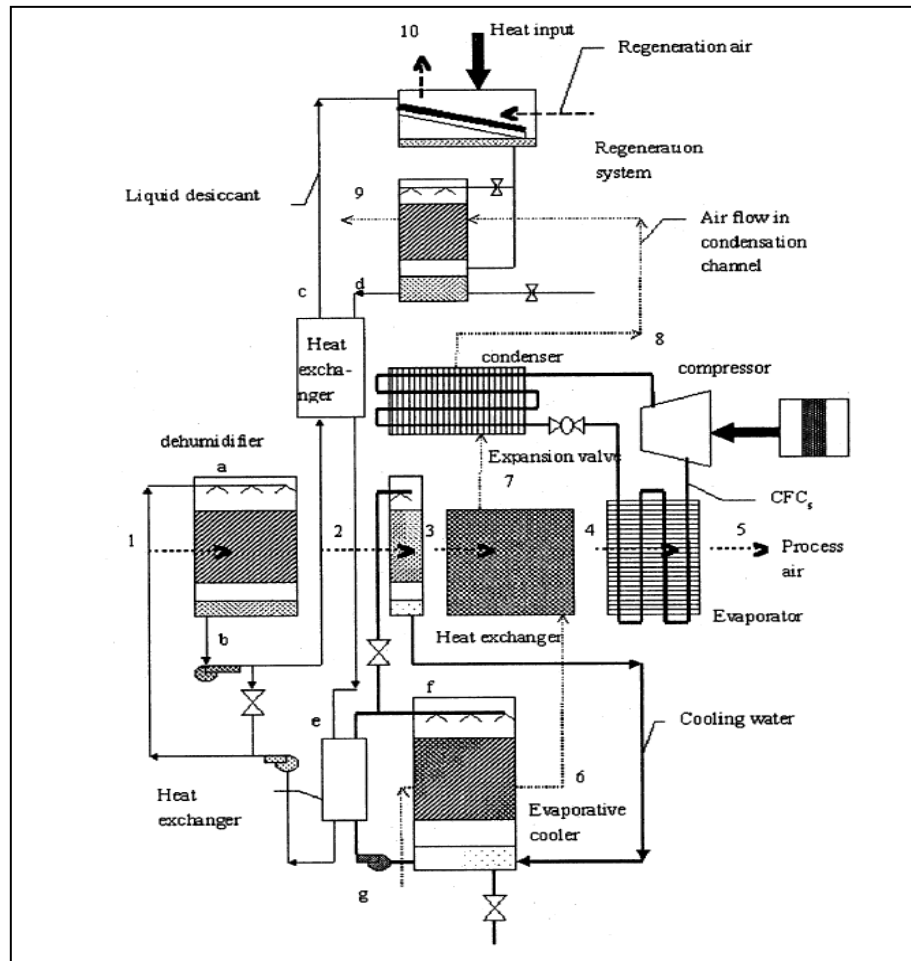 10
Heat input
Regeneration air
Regeneration
system
Liquid desiccant
9
Air flow in
condensation
channel
c
d
Heat
excha-
nger
8
condenser
compressor
dehumidifier
a
Expansion valve
7
CFCs
1
2
3
4
5
Process
air
Heat exchanger
Evaporator
b
f
e
Cooling water
6
Heat
exchanger
Evaporative
cooler
g